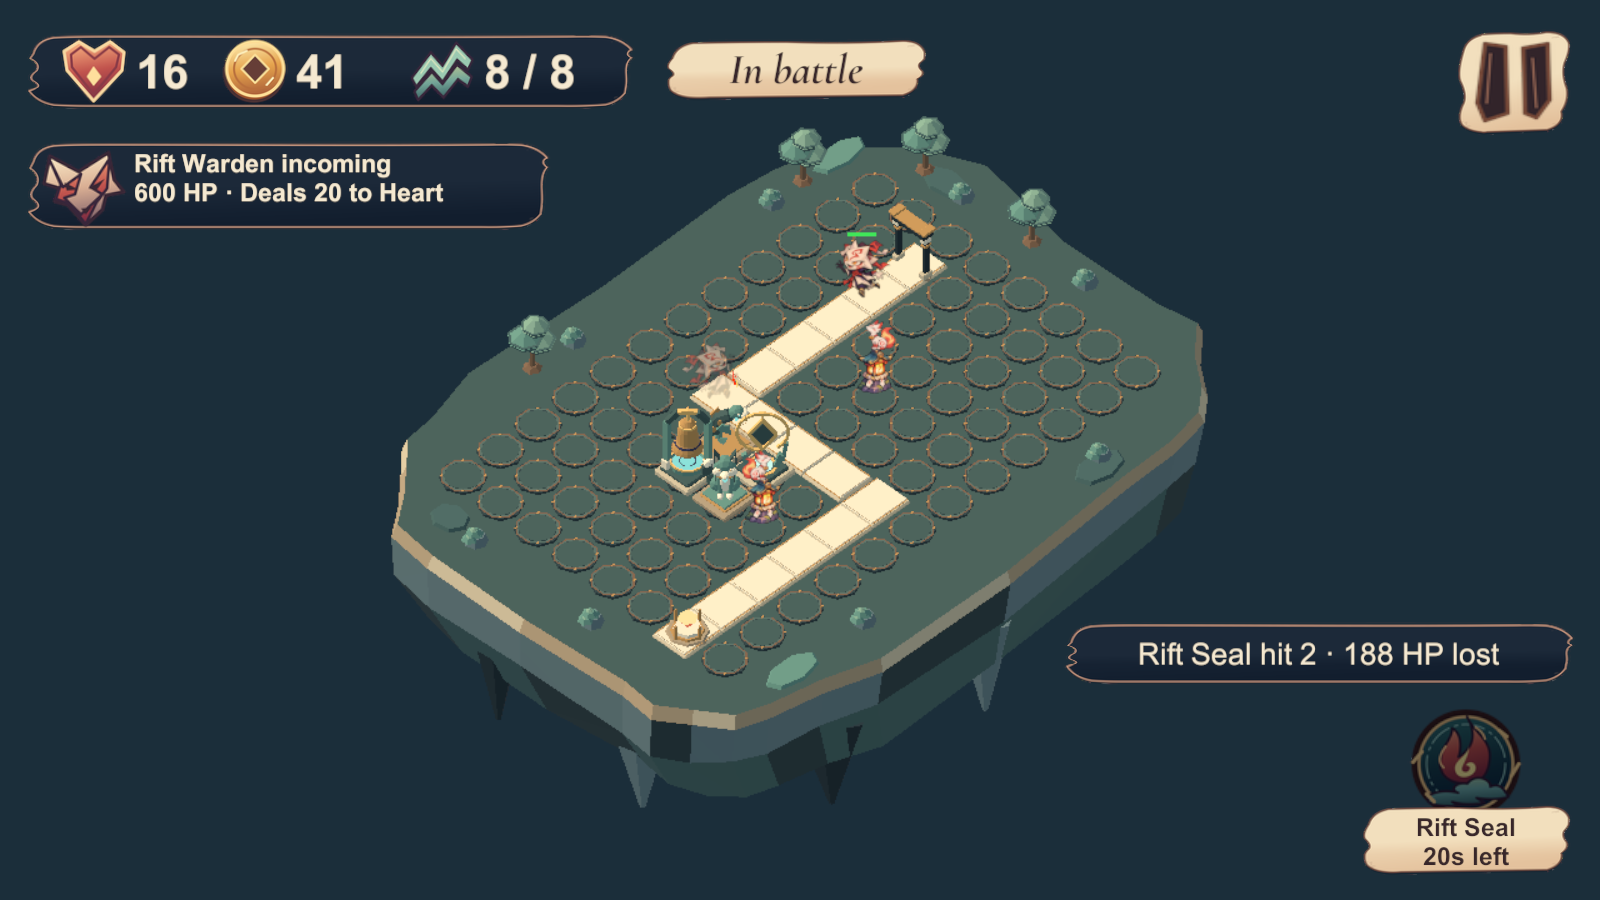 16 41 8 / 8
In battle
Rift Warden incoming
600 HP · Deals 20 to Heart
Rift Seal hit 2 · 188 HP lost
Rift Seal
20s left